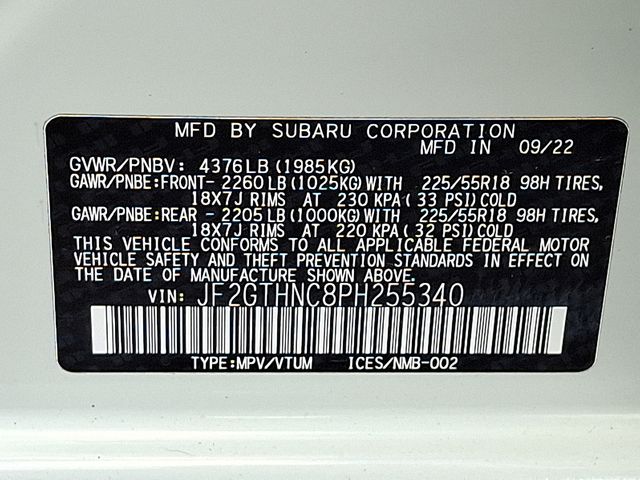 MFD BY SUBARU CORPORATION
MFD IN 09/22
GVWR/PNBV: 4376LB(1985KG)
GAWR/PNBE:FRONT-2260LB(1025KG)WITH 225/55R18 98H TIRES,
18X7J RIMS AT 230 KPA(33 PSI)COLD
GAWR/PNBE:REAR -2205LB(1000KG)WITH 225/55R18 98H TIRES,
18X7J RIMS AT 220 KPA(32 PSI)COLD
THIS VEHICLE CONFORMS TO ALL APPLICABLE FEDERAL MOTOR
VEHICLE SAFETY AND THEFT PREVENTION STANDARDS IN EFFECT
ON THE DATE OF MANUFACTURE SHOWN ABOVE.
VIN: JF2GTHNC8PH255340
TYPE:MPV/VTUM ICES/NMB-002